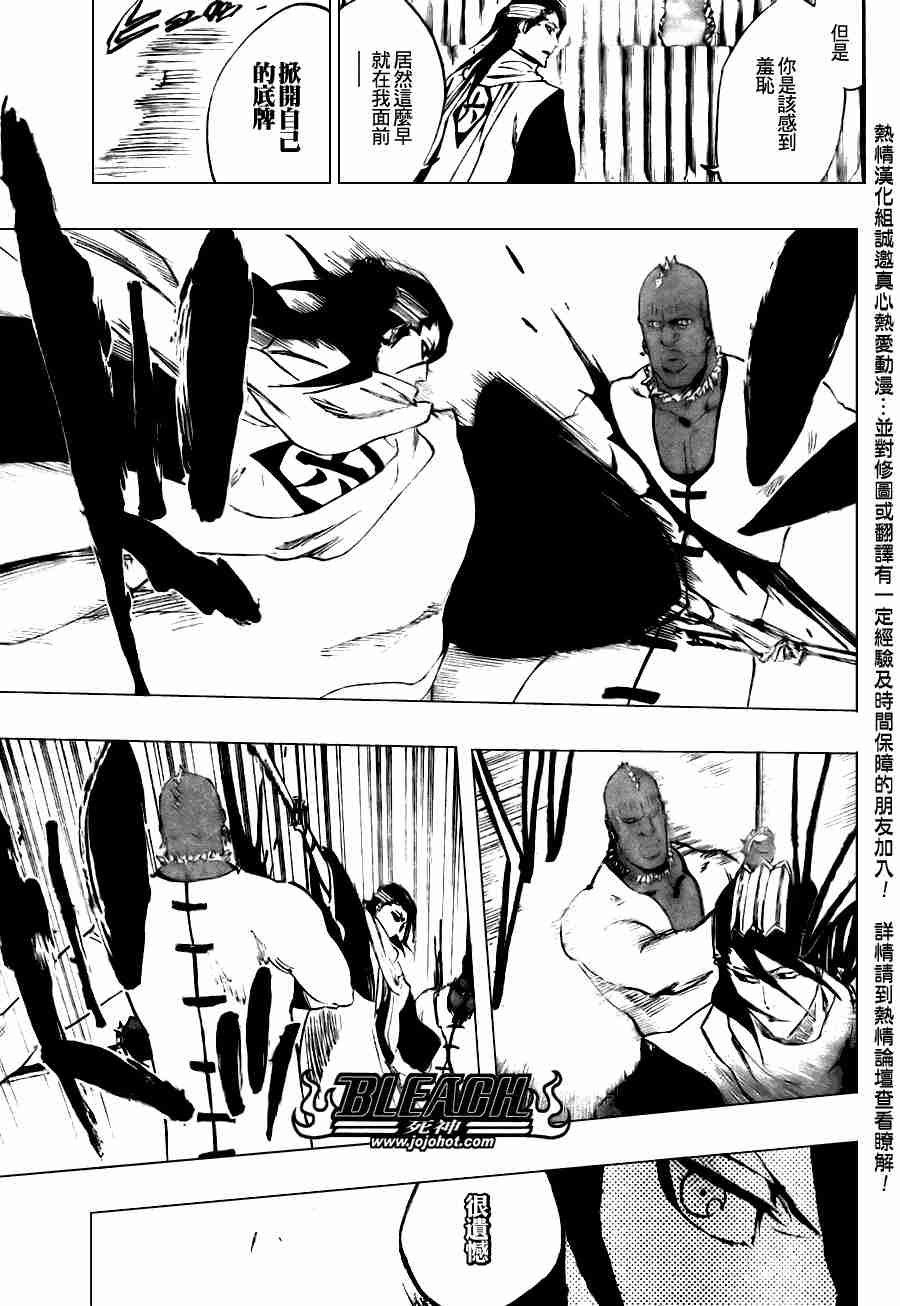 但是
你是該感到
羞恥
居然這麼早
就在我面前
——
掀開自己
的底牌
很遺憾
BLEACH
死神
www.jojohot.com
熱情漢化組誠邀真心熱愛動漫…並對修圖或翻譯有一定經驗及時間保障的朋友加入！ 詳情請到熱情論壇查看瞭解！